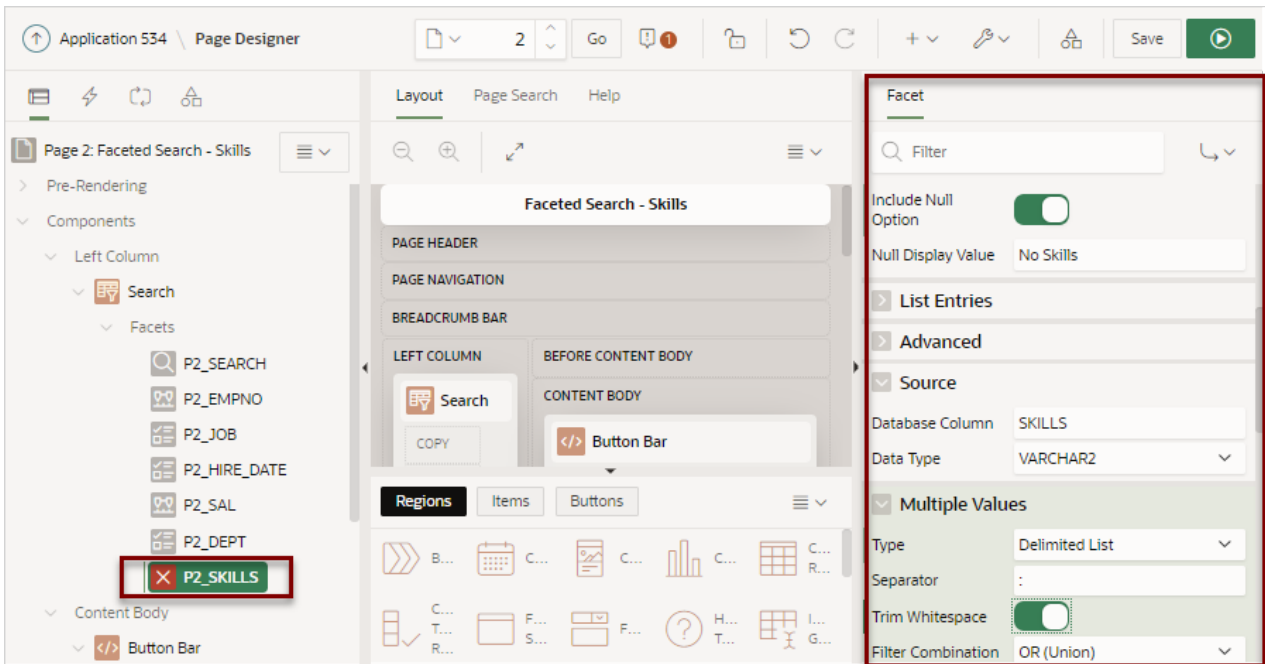 Application 534 \ Page Designer
2
Go
1
Save
Page 2: Faceted Search - Skills
Pre-Rendering
Components
Left Column
Search
Facets
P2_SEARCH
P2_EMPNO
P2_JOB
P2_HIRE_DATE
P2_SAL
P2_DEPT
P2_SKILLS
Content Body
Button Bar
Layout
Page Search
Help
Faceted Search - Skills
PAGE HEADER
PAGE NAVIGATION
BREADCRUMB BAR
LEFT COLUMN
BEFORE CONTENT BODY
Search
CONTENT BODY
COPY
Button Bar
Regions
Items
Buttons
B...
C...
C...
C...
C...
R...
C...
T...
R...
F...
S...
F...
H...
T...
I...
G...
Facet
Filter
Include Null
Option
Null Display Value
No Skills
List Entries
Advanced
Source
Database Column
SKILLS
Data Type
VARCHAR2
Multiple Values
Type
Delimited List
Separator
:
Trim Whitespace
Filter Combination
OR (Union)